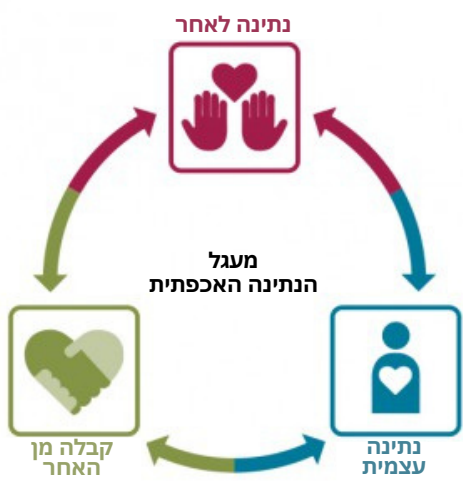 נתינה לאחר
מעגל
הנתינה האכפתית
קבלה מן
האחר
נתינה
עצמית